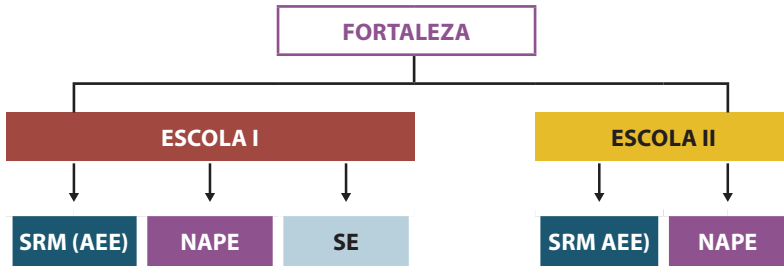 FORTALEZA
ESCOLA I
ESCOLA II
SRM (AEE)
NAPE
SE
SRM AEE)
NAPE